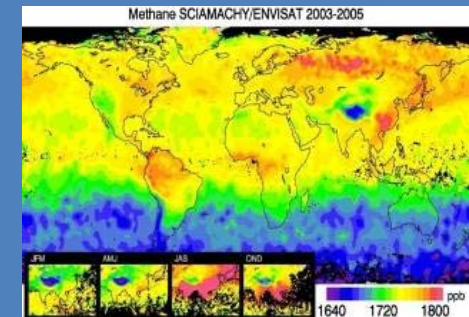 Methane SCIAMACHY/ENVISAT 2003-2005
JFM AMJ JAS OND
ppb
1640 1720 1800